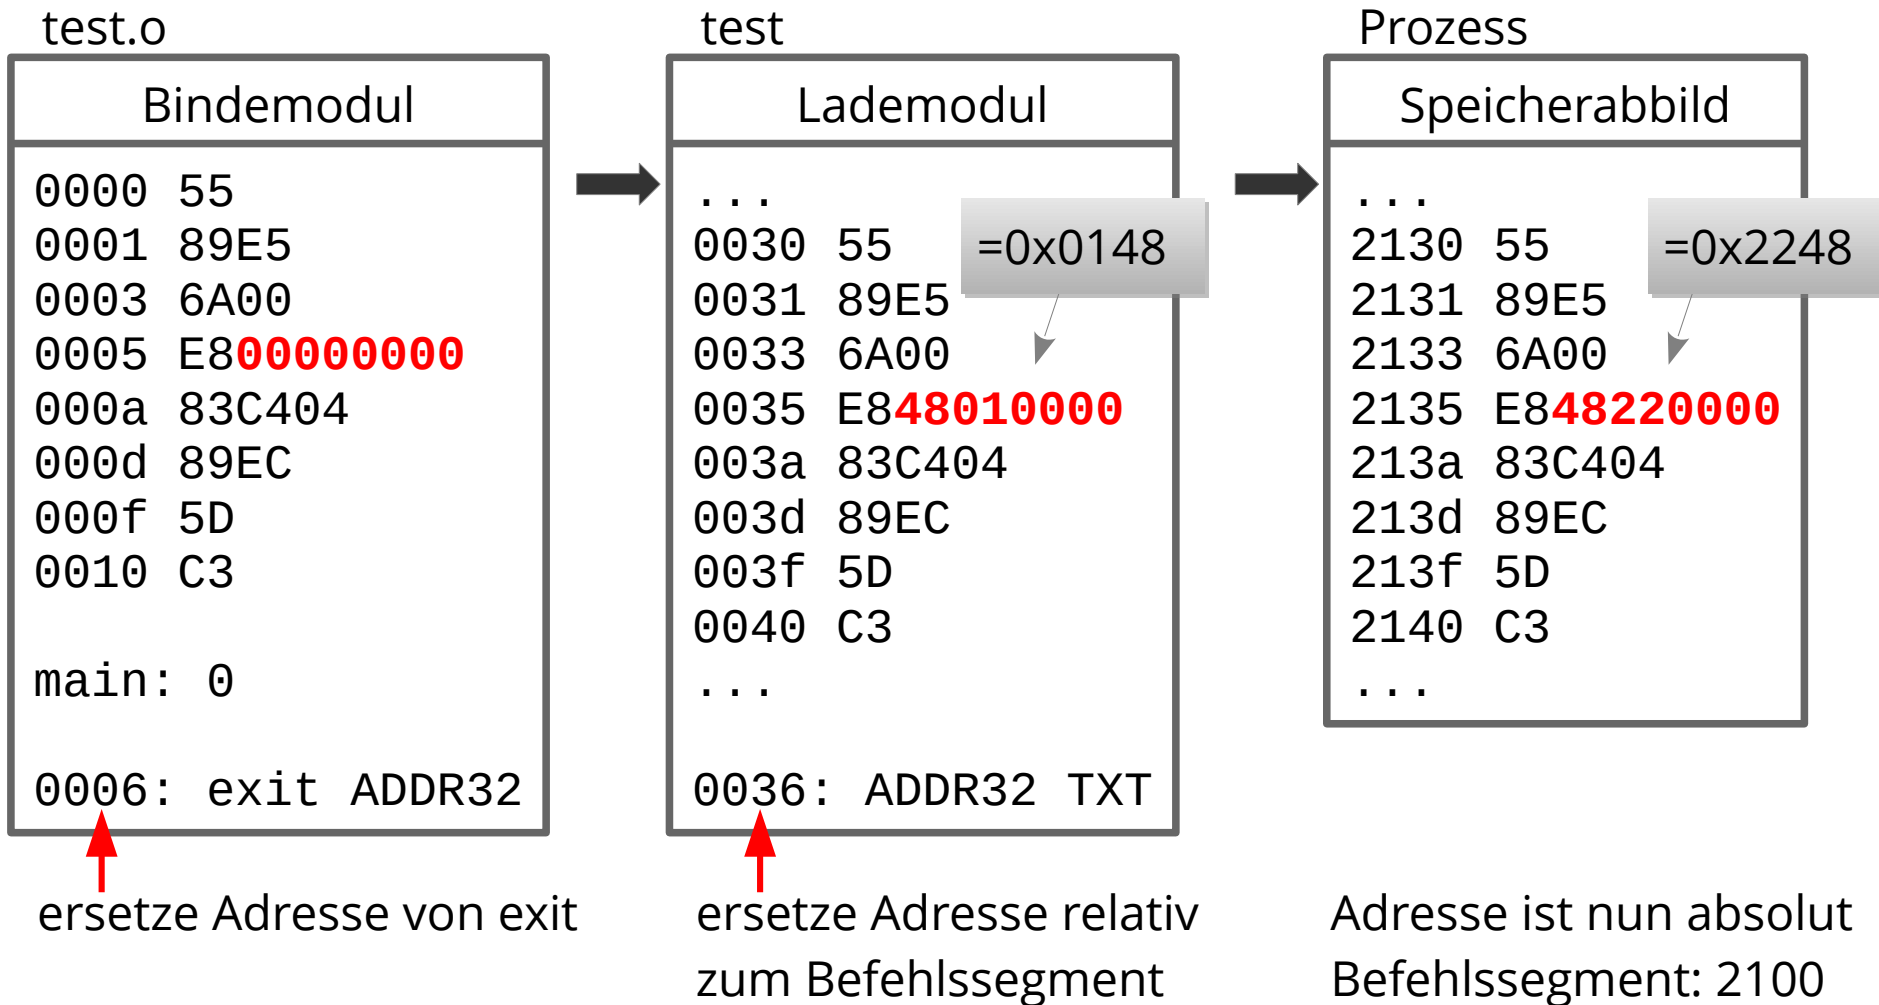 test.o
Bindemodul
0000 55
0001 89E5
0003 6A00
0005 E800000000
000a 83C404
000d 89EC
000f 5D
0010 C3
main: 0
0006: exit ADDR32
ersetze Adresse von exit
test
Lademodul
...
0030 55
=0x0148
0031 89E5
0033 6A00
0035 E848010000
003a 83C404
003d 89EC
003f 5D
0040 C3
...
0036: ADDR32 TXT
ersetze Adresse relativ
zum Befehlssegment
Prozess
Speicherabbild
...
2130 55
=0x2248
2131 89E5
2133 6A00
2135 E848220000
213a 83C404
213d 89EC
213f 5D
2140 C3
...
Adresse ist nun absolut
Befehlssegment: 2100